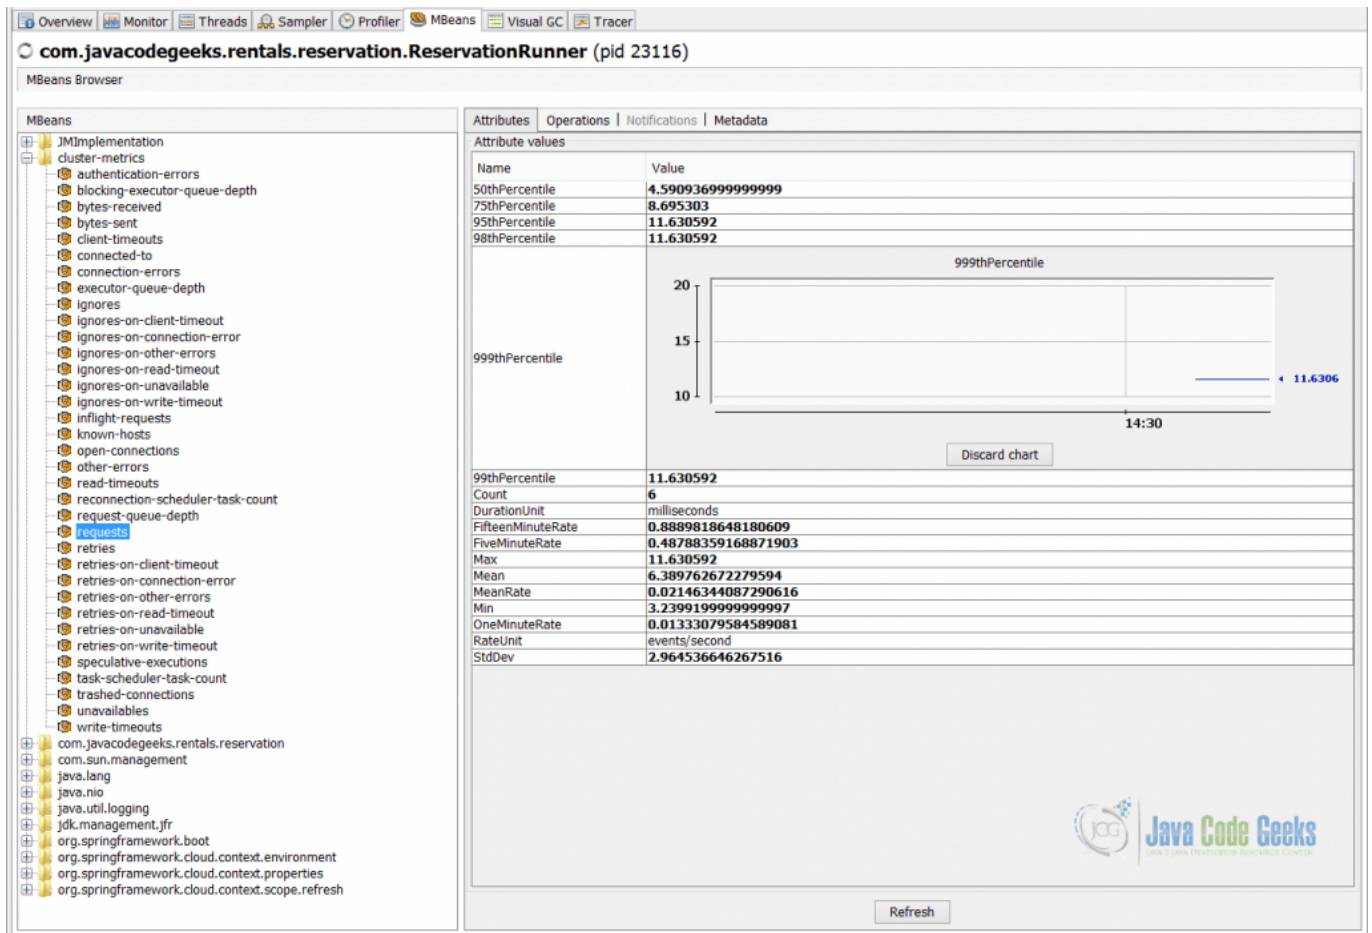 Overview Monitor Threads Sampler Profiler MBeans Visual GC Tracer
com.javacodegeeks.rentals.reservation.ReservationRunner (pid 23116)
MBeans Browser
MBeans
JMImplementation
cluster-metrics
authentication-errors
blocking-executor-queue-depth
bytes-received
bytes-sent
client-timeouts
connected-to
connection-errors
executor-queue-depth
ignores
ignores-on-client-timeout
ignores-on-connection-error
ignores-on-other-errors
ignores-on-read-timeout
ignores-on-unavailable
ignores-on-write-timeout
inflight-requests
known-hosts
open-connections
other-errors
read-timeouts
reconnection-scheduler-task-count
request-queue-depth
requests
retries
retries-on-client-timeout
retries-on-connection-error
retries-on-other-errors
retries-on-read-timeout
retries-on-unavailable
retries-on-write-timeout
speculative-executions
task-scheduler-task-count
trashed-connections
unavailables
write-timeouts
com.javacodegeeks.rentals.reservation
com.sun.management
java.lang
java.nio
java.util.logging
jdk.management.jfr
org.springframework.boot
org.springframework.cloud.context.environment
org.springframework.cloud.context.properties
org.springframework.cloud.context.scope.refresh
Attributes Operations Notifications Metadata
Attribute values
Name Value
50thPercentile 4.590936999999999
75thPercentile 8.695303
95thPercentile 11.630592
98thPercentile 11.630592
999thPercentile
999thPercentile
20
15
10
11.6306
14:30
Discard chart
99thPercentile 11.630592
Count 6
DurationUnit milliseconds
FifteenMinuteRate 0.8889818648180609
FiveMinuteRate 0.48788359168871903
Max 11.630592
Mean 6.389762672279594
MeanRate 0.02146344087290616
Min 3.2399199999999997
OneMinuteRate 0.01333079584589081
RateUnit events/second
StdDev 2.964536646267516
JCG
Java Code Geeks
JAVA 2 JAVA DEVELOPERS RESOURCE CENTER
Refresh